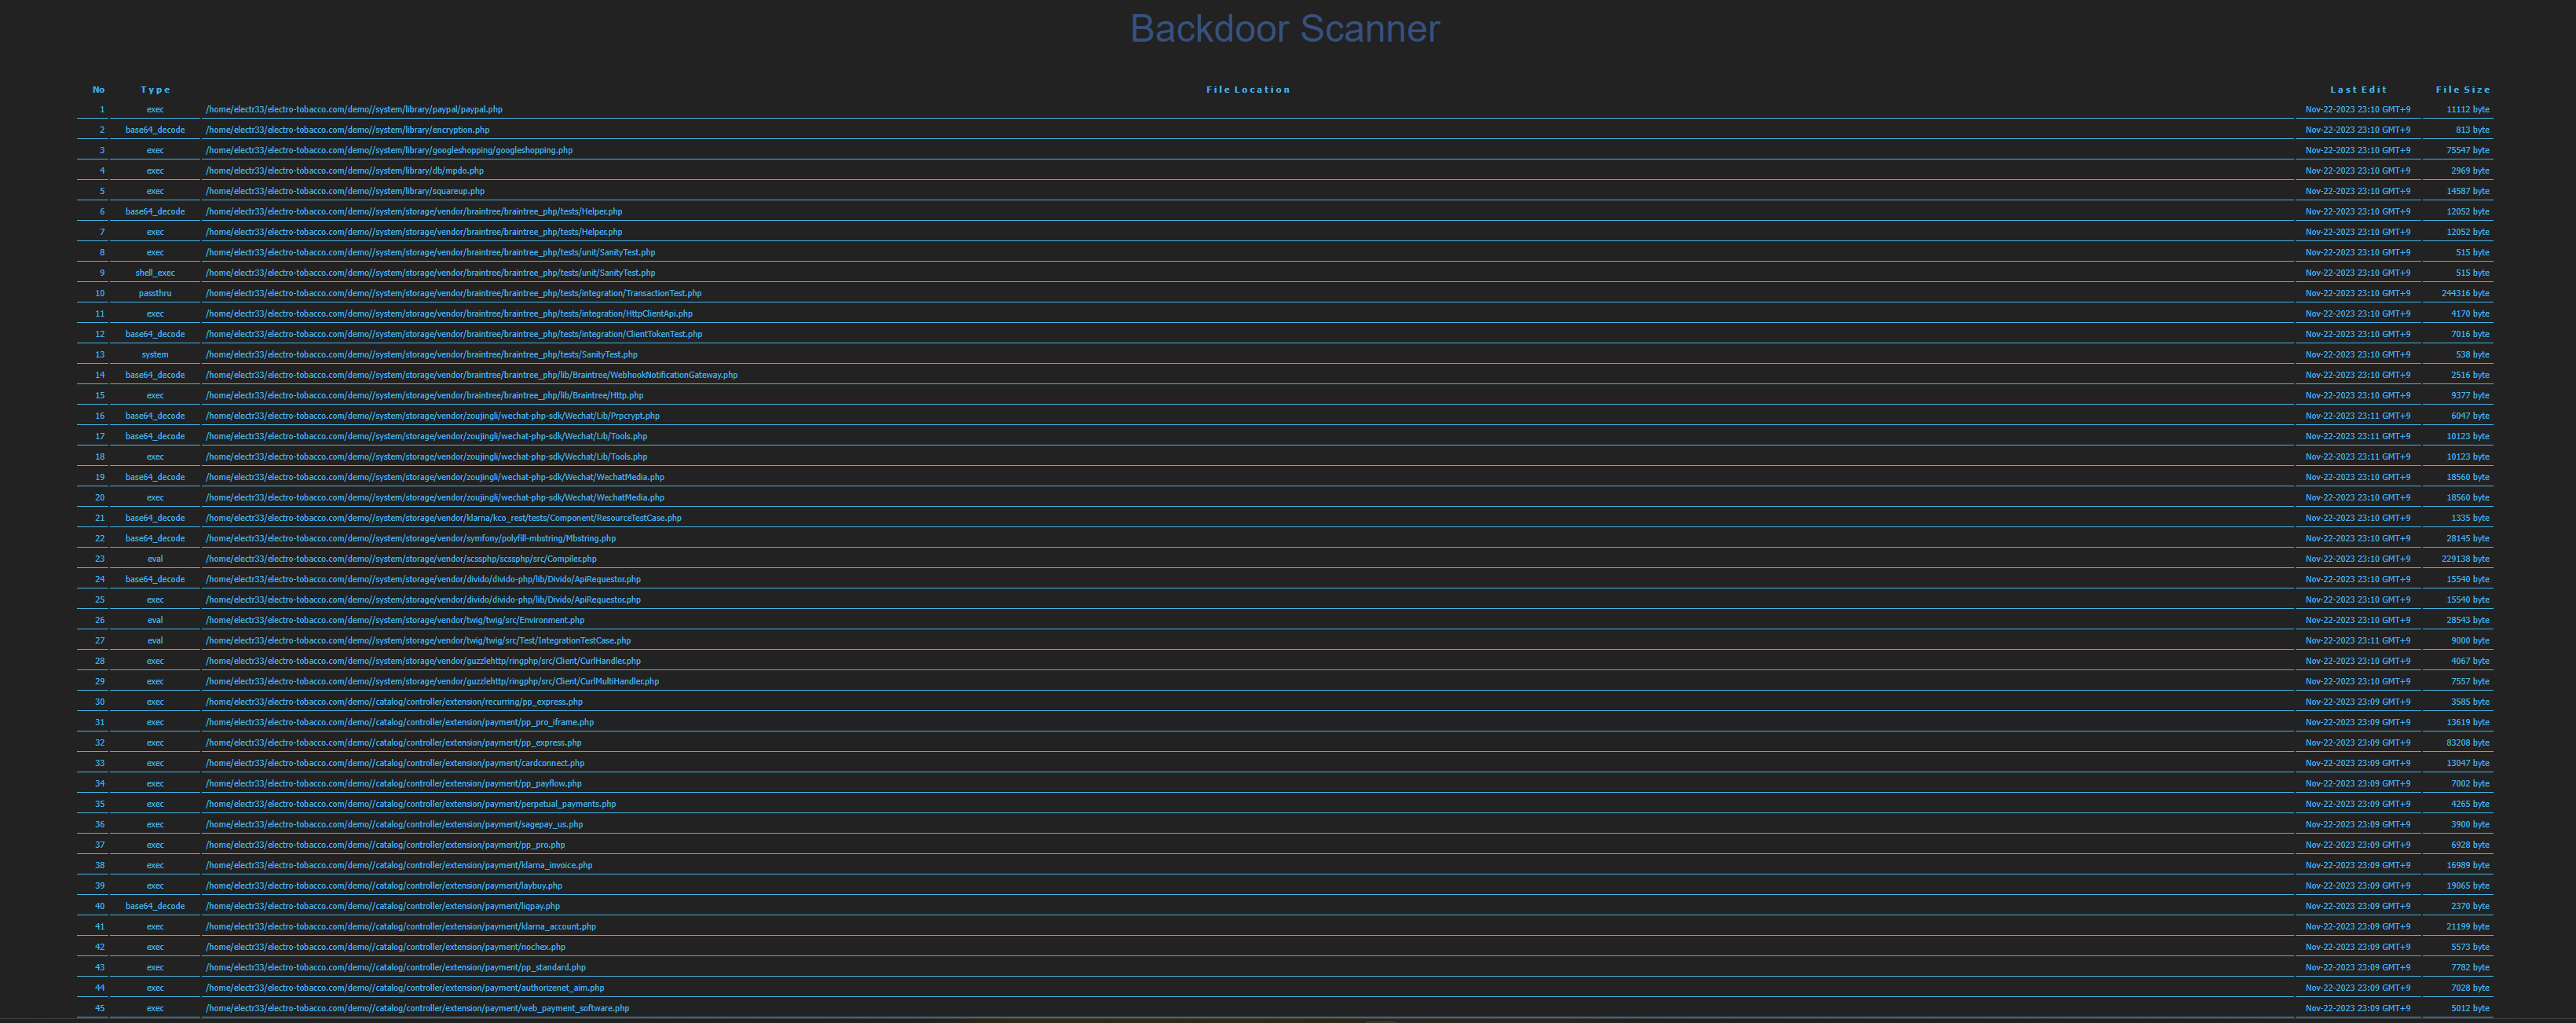 Backdoor Scanner
No Type File Location Last Edit File Size
1 exec /home/electr33/electro-tobacco.com/demo//system/library/paypal/paypal.php Nov-22-2023 23:10 GMT+9 11112 byte
2 base64_decode /home/electr33/electro-tobacco.com/demo//system/library/encryption.php Nov-22-2023 23:10 GMT+9 813 byte
3 exec /home/electr33/electro-tobacco.com/demo//system/library/googleshopping/googleshopping.php Nov-22-2023 23:10 GMT+9 75547 byte
4 exec /home/electr33/electro-tobacco.com/demo//system/library/db/mpdo.php Nov-22-2023 23:10 GMT+9 2969 byte
5 exec /home/electr33/electro-tobacco.com/demo//system/library/squareup.php Nov-22-2023 23:10 GMT+9 14587 byte
6 base64_decode /home/electr33/electro-tobacco.com/demo//system/storage/vendor/braintree/braintree_php/tests/Helper.php Nov-22-2023 23:10 GMT+9 12052 byte
7 exec /home/electr33/electro-tobacco.com/demo//system/storage/vendor/braintree/braintree_php/tests/Helper.php Nov-22-2023 23:10 GMT+9 12052 byte
8 exec /home/electr33/electro-tobacco.com/demo//system/storage/vendor/braintree/braintree_php/tests/unit/SanityTest.php Nov-22-2023 23:10 GMT+9 515 byte
9 shell_exec /home/electr33/electro-tobacco.com/demo//system/storage/vendor/braintree/braintree_php/tests/unit/SanityTest.php Nov-22-2023 23:10 GMT+9 515 byte
10 passthru /home/electr33/electro-tobacco.com/demo//system/storage/vendor/braintree/braintree_php/tests/integration/TransactionTest.php Nov-22-2023 23:10 GMT+9 244316 byte
11 exec /home/electr33/electro-tobacco.com/demo//system/storage/vendor/braintree/braintree_php/tests/integration/HttpClientApi.php Nov-22-2023 23:10 GMT+9 4170 byte
12 base64_decode /home/electr33/electro-tobacco.com/demo//system/storage/vendor/braintree/braintree_php/tests/integration/ClientTokenTest.php Nov-22-2023 23:10 GMT+9 7016 byte
13 system /home/electr33/electro-tobacco.com/demo//system/storage/vendor/braintree/braintree_php/tests/SanityTest.php Nov-22-2023 23:10 GMT+9 538 byte
14 base64_decode /home/electr33/electro-tobacco.com/demo//system/storage/vendor/braintree/braintree_php/lib/Braintree/WebhookNotificationGateway.php Nov-22-2023 23:10 GMT+9 2516 byte
15 exec /home/electr33/electro-tobacco.com/demo//system/storage/vendor/braintree/braintree_php/lib/Braintree/Http.php Nov-22-2023 23:10 GMT+9 9377 byte
16 base64_decode /home/electr33/electro-tobacco.com/demo//system/storage/vendor/zoujingli/wechat-php-sdk/Wechat/Lib/Prpcrypt.php Nov-22-2023 23:11 GMT+9 6047 byte
17 base64_decode /home/electr33/electro-tobacco.com/demo//system/storage/vendor/zoujingli/wechat-php-sdk/Wechat/Lib/Tools.php Nov-22-2023 23:11 GMT+9 10123 byte
18 exec /home/electr33/electro-tobacco.com/demo//system/storage/vendor/zoujingli/wechat-php-sdk/Wechat/Lib/Tools.php Nov-22-2023 23:11 GMT+9 10123 byte
19 base64_decode /home/electr33/electro-tobacco.com/demo//system/storage/vendor/zoujingli/wechat-php-sdk/Wechat/WechatMedia.php Nov-22-2023 23:11 GMT+9 18560 byte
20 exec /home/electr33/electro-tobacco.com/demo//system/storage/vendor/zoujingli/wechat-php-sdk/Wechat/WechatMedia.php Nov-22-2023 23:11 GMT+9 18560 byte
21 base64_decode /home/electr33/electro-tobacco.com/demo//system/storage/vendor/klarna/kco_rest/tests/Component/ResourceTestCase.php Nov-22-2023 23:10 GMT+9 1335 byte
22 base64_decode /home/electr33/electro-tobacco.com/demo//system/storage/vendor/symfony/polyfill-mbstring/Mbstring.php Nov-22-2023 23:10 GMT+9 28145 byte
23 eval /home/electr33/electro-tobacco.com/demo//system/storage/vendor/scssphp/scssphp/src/Compiler.php Nov-22-2023 23:10 GMT+9 229138 byte
24 base64_decode /home/electr33/electro-tobacco.com/demo//system/storage/vendor/divido/divido-php/lib/Divido/ApiRequestor.php Nov-22-2023 23:10 GMT+9 15540 byte
25 exec /home/electr33/electro-tobacco.com/demo//system/storage/vendor/divido/divido-php/lib/Divido/ApiRequestor.php Nov-22-2023 23:10 GMT+9 15540 byte
26 eval /home/electr33/electro-tobacco.com/demo//system/storage/vendor/twig/twig/src/Environment.php Nov-22-2023 23:10 GMT+9 28543 byte
27 eval /home/electr33/electro-tobacco.com/demo//system/storage/vendor/twig/twig/src/Test/IntegrationTestCase.php Nov-22-2023 23:11 GMT+9 9000 byte
28 exec /home/electr33/electro-tobacco.com/demo//system/storage/vendor/guzzlehttp/ringphp/src/Client/CurlHandler.php Nov-22-2023 23:10 GMT+9 4067 byte
29 exec /home/electr33/electro-tobacco.com/demo//system/storage/vendor/guzzlehttp/ringphp/src/Client/CurlMultiHandler.php Nov-22-2023 23:10 GMT+9 7557 byte
30 exec /home/electr33/electro-tobacco.com/demo//catalog/controller/extension/recurring/pp_express.php Nov-22-2023 23:09 GMT+9 3585 byte
31 exec /home/electr33/electro-tobacco.com/demo//catalog/controller/extension/payment/pp_pro_iframe.php Nov-22-2023 23:09 GMT+9 13619 byte
32 exec /home/electr33/electro-tobacco.com/demo//catalog/controller/extension/payment/pp_express.php Nov-22-2023 23:09 GMT+9 83208 byte
33 exec /home/electr33/electro-tobacco.com/demo//catalog/controller/extension/payment/cardconnect.php Nov-22-2023 23:09 GMT+9 13047 byte
34 exec /home/electr33/electro-tobacco.com/demo//catalog/controller/extension/payment/pp_payflow.php Nov-22-2023 23:09 GMT+9 7002 byte
35 exec /home/electr33/electro-tobacco.com/demo//catalog/controller/extension/payment/perpetual_payments.php Nov-22-2023 23:09 GMT+9 4265 byte
36 exec /home/electr33/electro-tobacco.com/demo//catalog/controller/extension/payment/sagepay_us.php Nov-22-2023 23:09 GMT+9 3900 byte
37 exec /home/electr33/electro-tobacco.com/demo//catalog/controller/extension/payment/pp_pro.php Nov-22-2023 23:09 GMT+9 6928 byte
38 exec /home/electr33/electro-tobacco.com/demo//catalog/controller/extension/payment/klarna_invoice.php Nov-22-2023 23:09 GMT+9 16989 byte
39 exec /home/electr33/electro-tobacco.com/demo//catalog/controller/extension/payment/laybuy.php Nov-22-2023 23:09 GMT+9 19065 byte
40 base64_decode /home/electr33/electro-tobacco.com/demo//catalog/controller/extension/payment/liqpay.php Nov-22-2023 23:09 GMT+9 2370 byte
41 exec /home/electr33/electro-tobacco.com/demo//catalog/controller/extension/payment/klarna_account.php Nov-22-2023 23:09 GMT+9 21199 byte
42 exec /home/electr33/electro-tobacco.com/demo//catalog/controller/extension/payment/nochex.php Nov-22-2023 23:09 GMT+9 5573 byte
43 exec /home/electr33/electro-tobacco.com/demo//catalog/controller/extension/payment/pp_standard.php Nov-22-2023 23:09 GMT+9 7782 byte
44 exec /home/electr33/electro-tobacco.com/demo//catalog/controller/extension/payment/authorizenet_aim.php Nov-22-2023 23:09 GMT+9 7028 byte
45 exec /home/electr33/electro-tobacco.com/demo//catalog/controller/extension/payment/web_payment_software.php Nov-22-2023 23:09 GMT+9 5012 byte